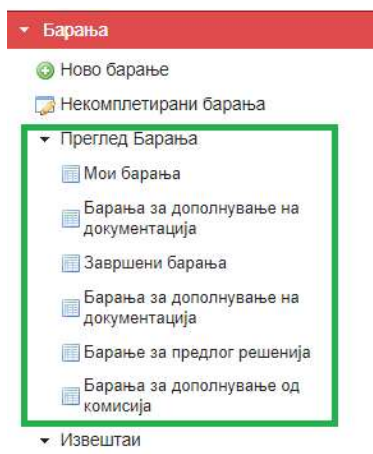 Барања
Ново барање
Некомплетирани барања
Преглед Барања
Мои барања
Барања за дополнување на
документација
Завршени барања
Барања за дополнување на
документација
Барање за предлог решенија
Барања за дополнување од
комисија
Извештаи